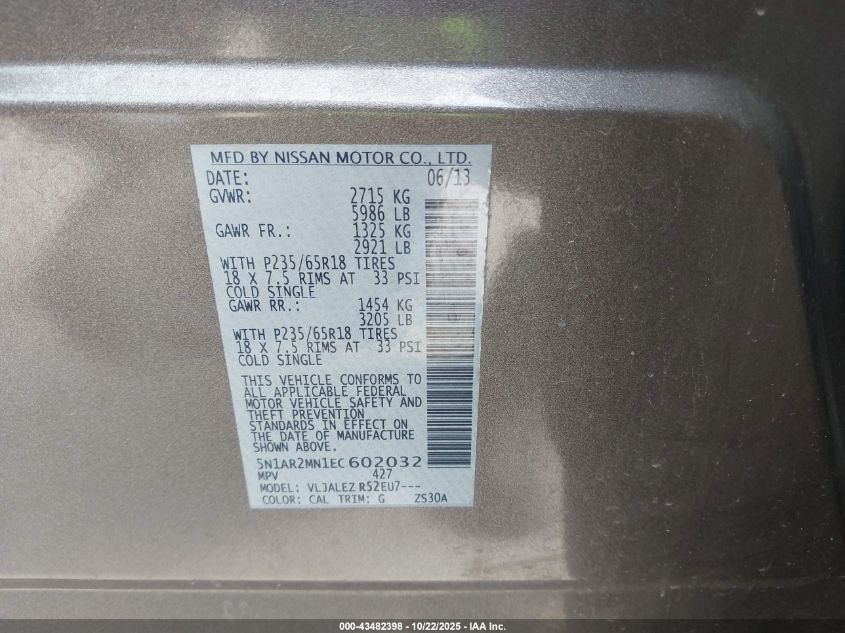 MFD BY NISSAN MOTOR CO., LTD.
DATE: 06/13
GVWR: 2715 KG
5986 LB
GAWR FR.: 1325 KG
2921 LB
WITH P235/65R18 TIRES
18 X 7.5 RIMS AT 33 PSI
COLD SINGLE
GAWR RR.: 1454 KG
3205 LB
WITH P235/65R18 TIRES
18 X 7.5 RIMS AT 33 PSI
COLD SINGLE
THIS VEHICLE CONFORMS TO
ALL APPLICABLE FEDERAL
MOTOR VEHICLE SAFETY AND
THEFT PREVENTION
STANDARDS IN EFFECT ON
THE DATE OF MANUFACTURE
SHOWN ABOVE.
5N1AR2MN1EC602032
MPV 427
MODEL: VLJALEZ R52EU7---
COLOR: CAL TRIM: G ZS30A
000-43482398 - 10/22/2025 - IAA Inc.